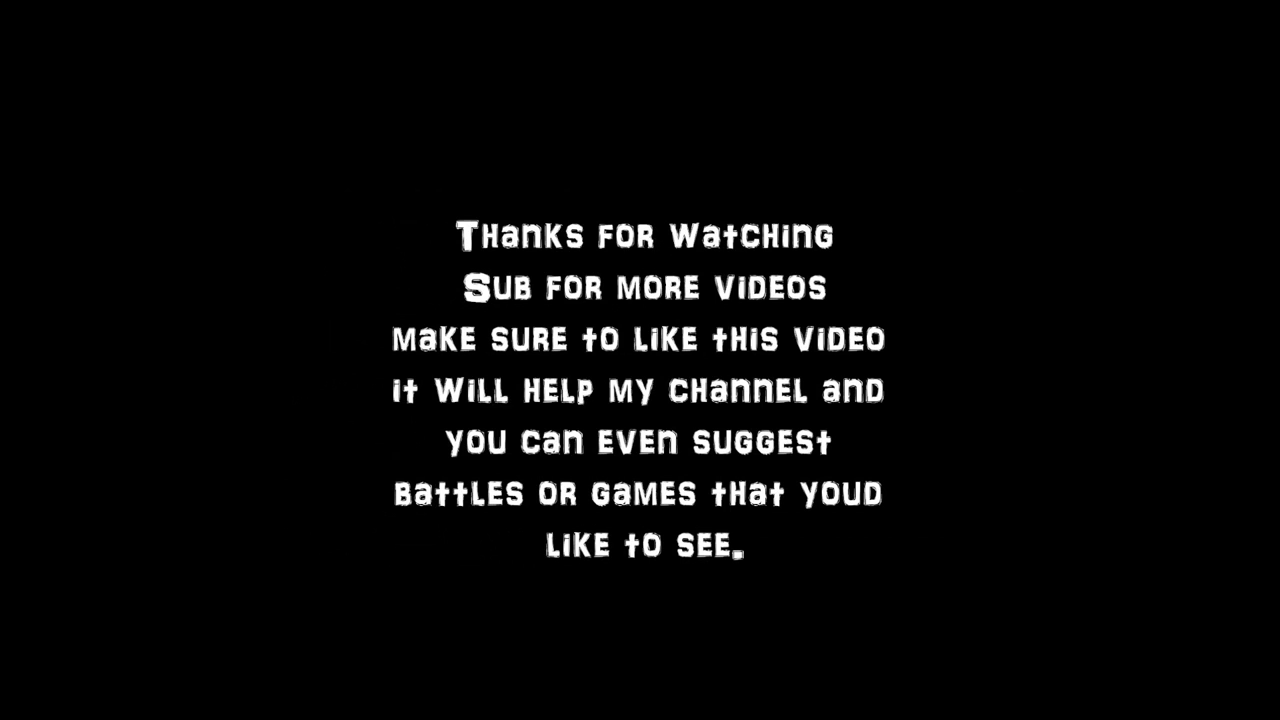 Thanks for watching
Sub for more videos
make sure to like this video
it will help my channel and
you can even suggest
battles or games that youd
like to see.